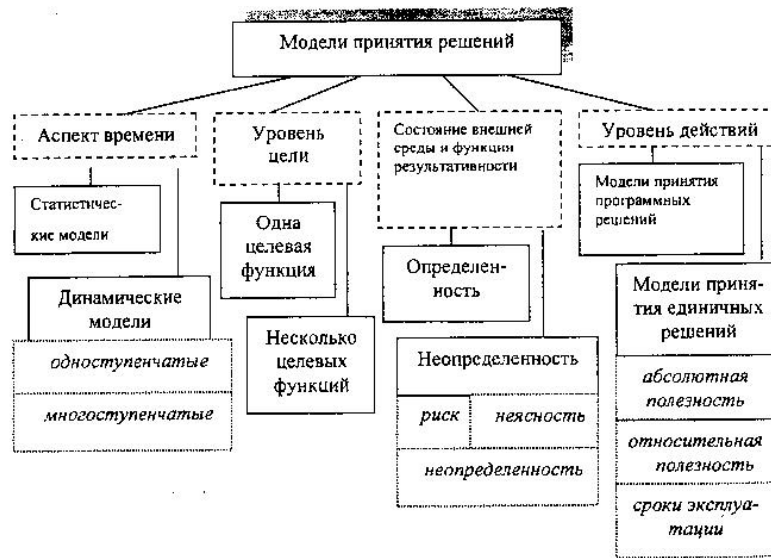 Модели принятия решений
Аспект времени
Статистичес-
кие модели
Динамические
модели
одноступенчатые
многоступенчатые
Уровень
цели
Одна
целевая
функция
Несколько
целевых
функций
Состояние внешней
среды и функция
результативности
Определен-
ность
Неопределенность
риск
неясность
неопределенность
Уровень действий
Модели принятия
программных
решений
Модели приня-
тия единичных
решений
абсолютная
полезность
относительная
полезность
сроки эксплуа-
тации